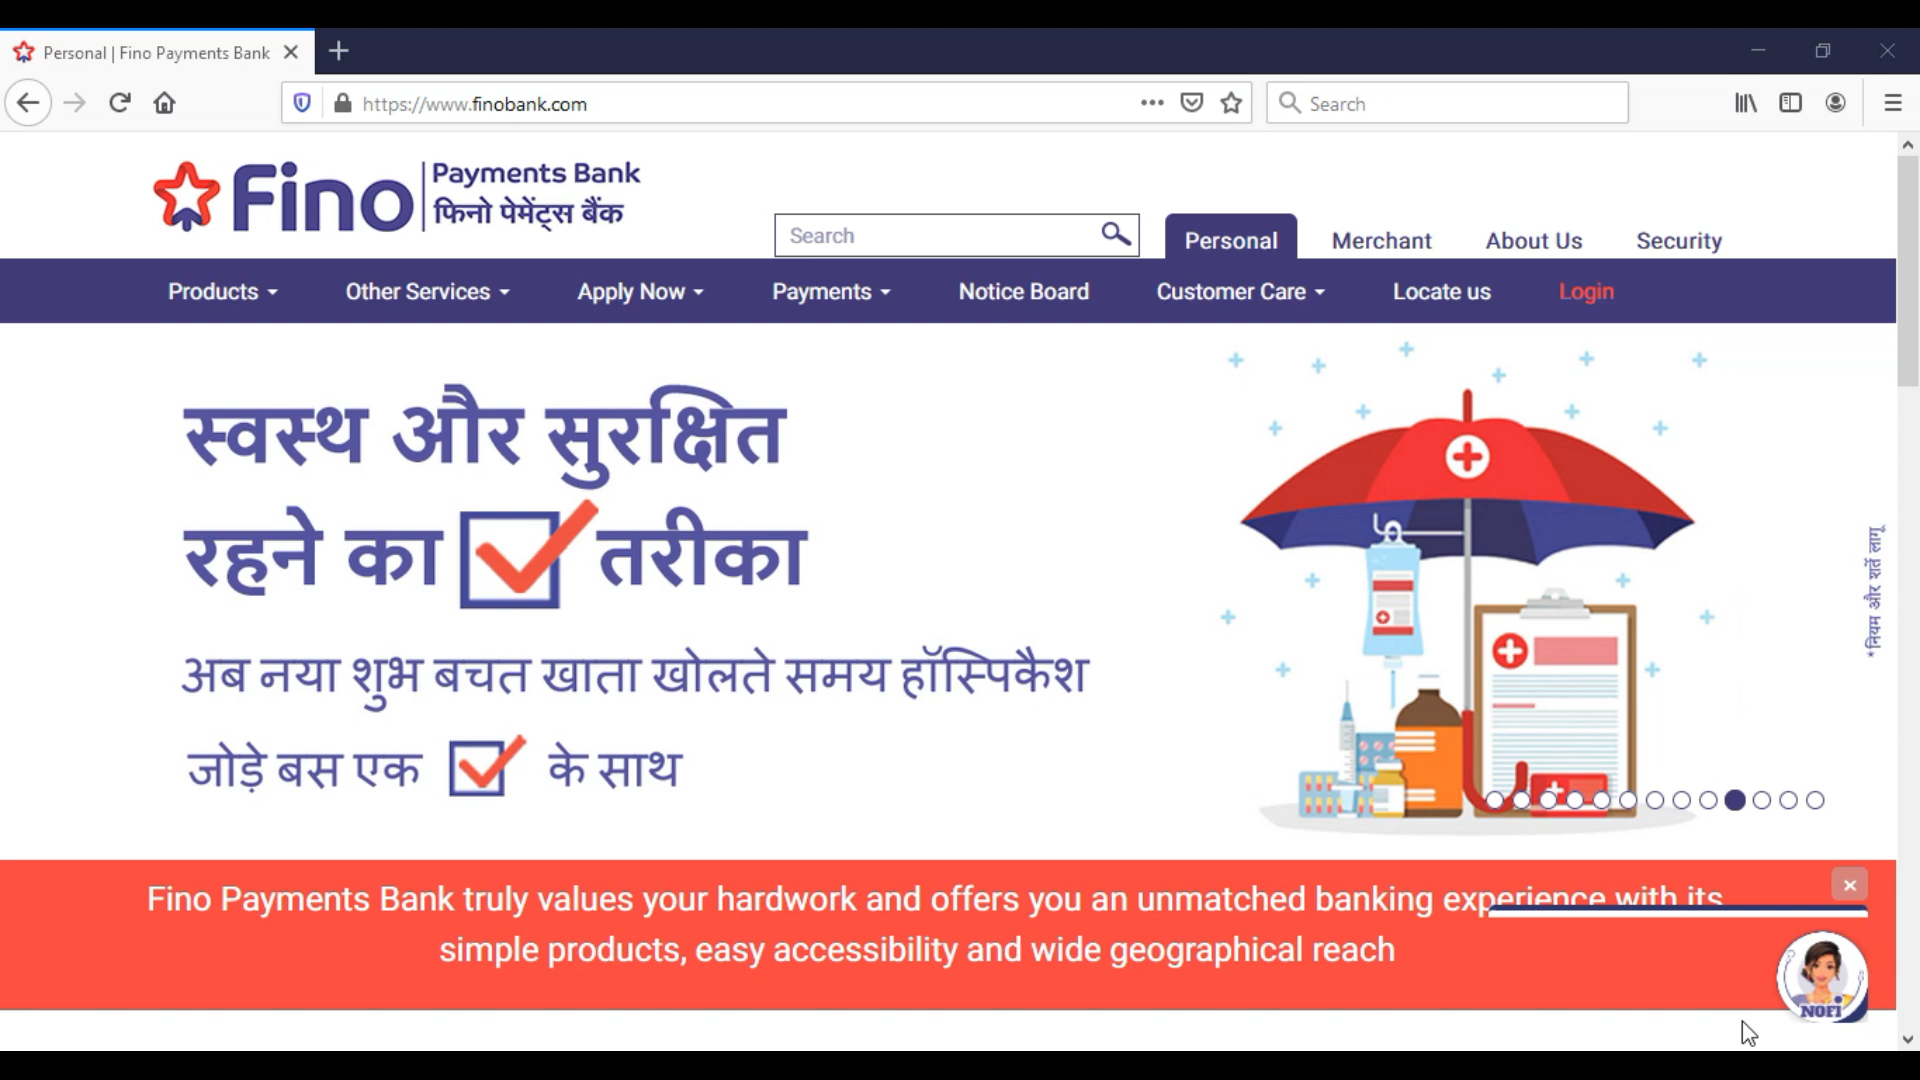 Personal | Fino Payments Bank
https://www.finobank.com
Search
Fino
Payments Bank
फिनो पेमेंट्स बैंक
Search
Personal
Merchant
About Us
Security
Products
Other Services
Apply Now
Payments
Notice Board
Customer Care
Locate us
Login
स्वस्थ और सुरक्षित
रहने का तरीका
अब नया शुभ बचत खाता खोलते समय हॉस्पिकैश
जोड़े बस एक के साथ
*नियम और शर्तें लागू
Fino Payments Bank truly values your hardwork and offers you an unmatched banking experience with its
simple products, easy accessibility and wide geographical reach
NOFI